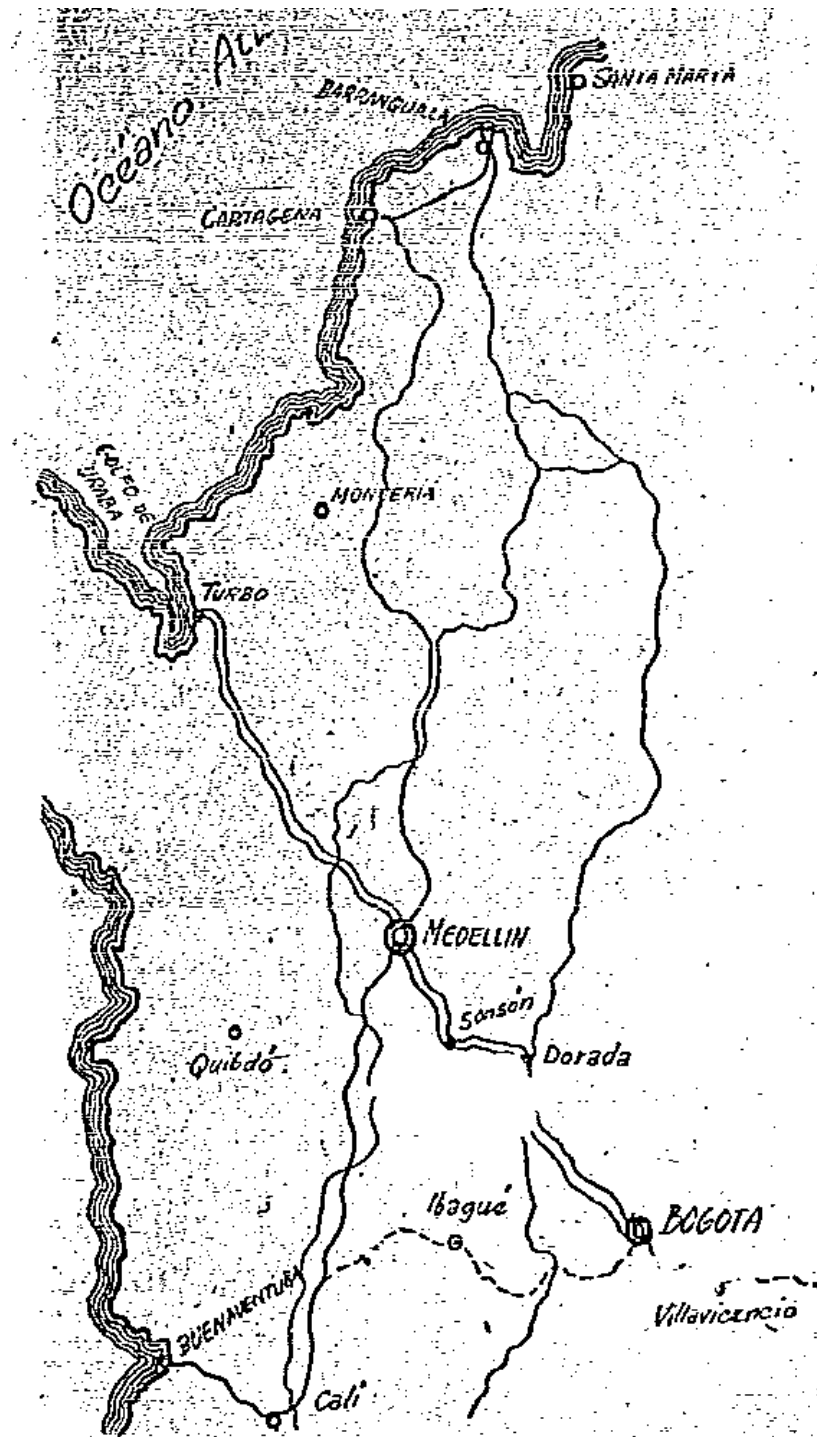 Océano Atl
SANTA MARTA
BARRANQUILLA
CARTAGENA
GOLFO DE
URABA
MONTERIA
TURBO
MEDELLIN
Sonsón
Dorada
Quibdó
Ibagué
BOGOTA
BUENAVENTURA
Villavicencio
Cali